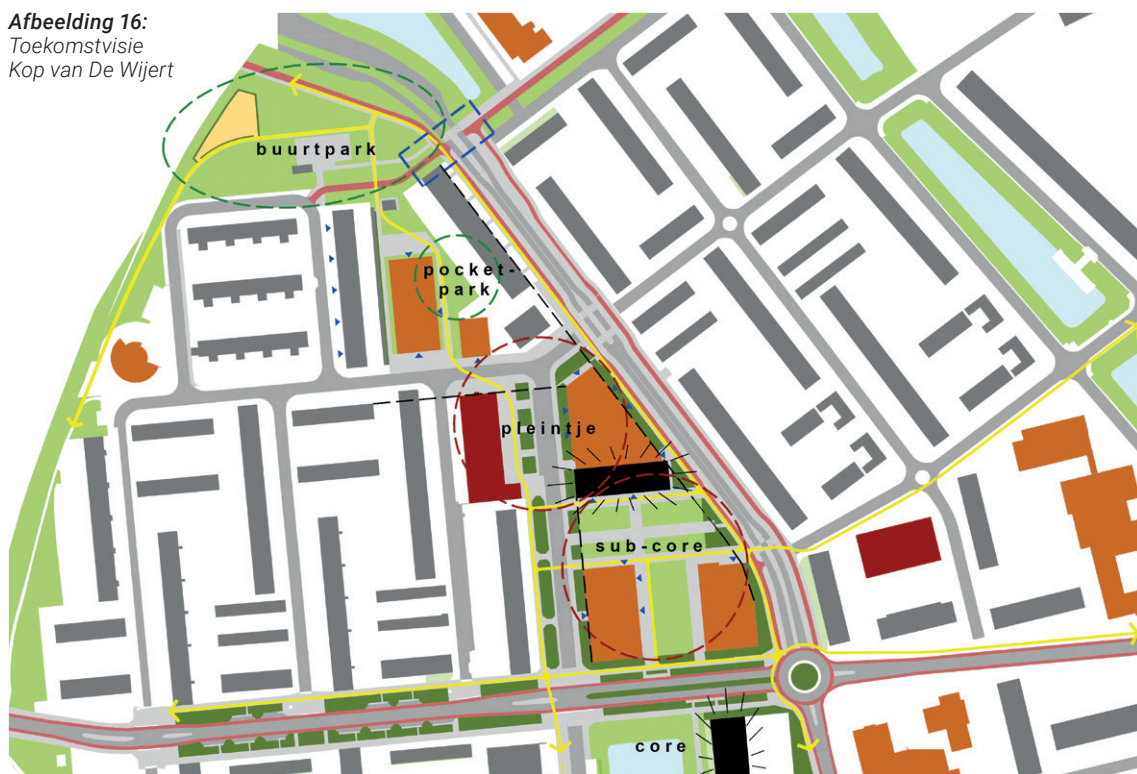 Afbeelding 16:
Toekomstvisie
Kop van De Wijert
buurtpark
pocket-
park
pleintje
sub-core
core